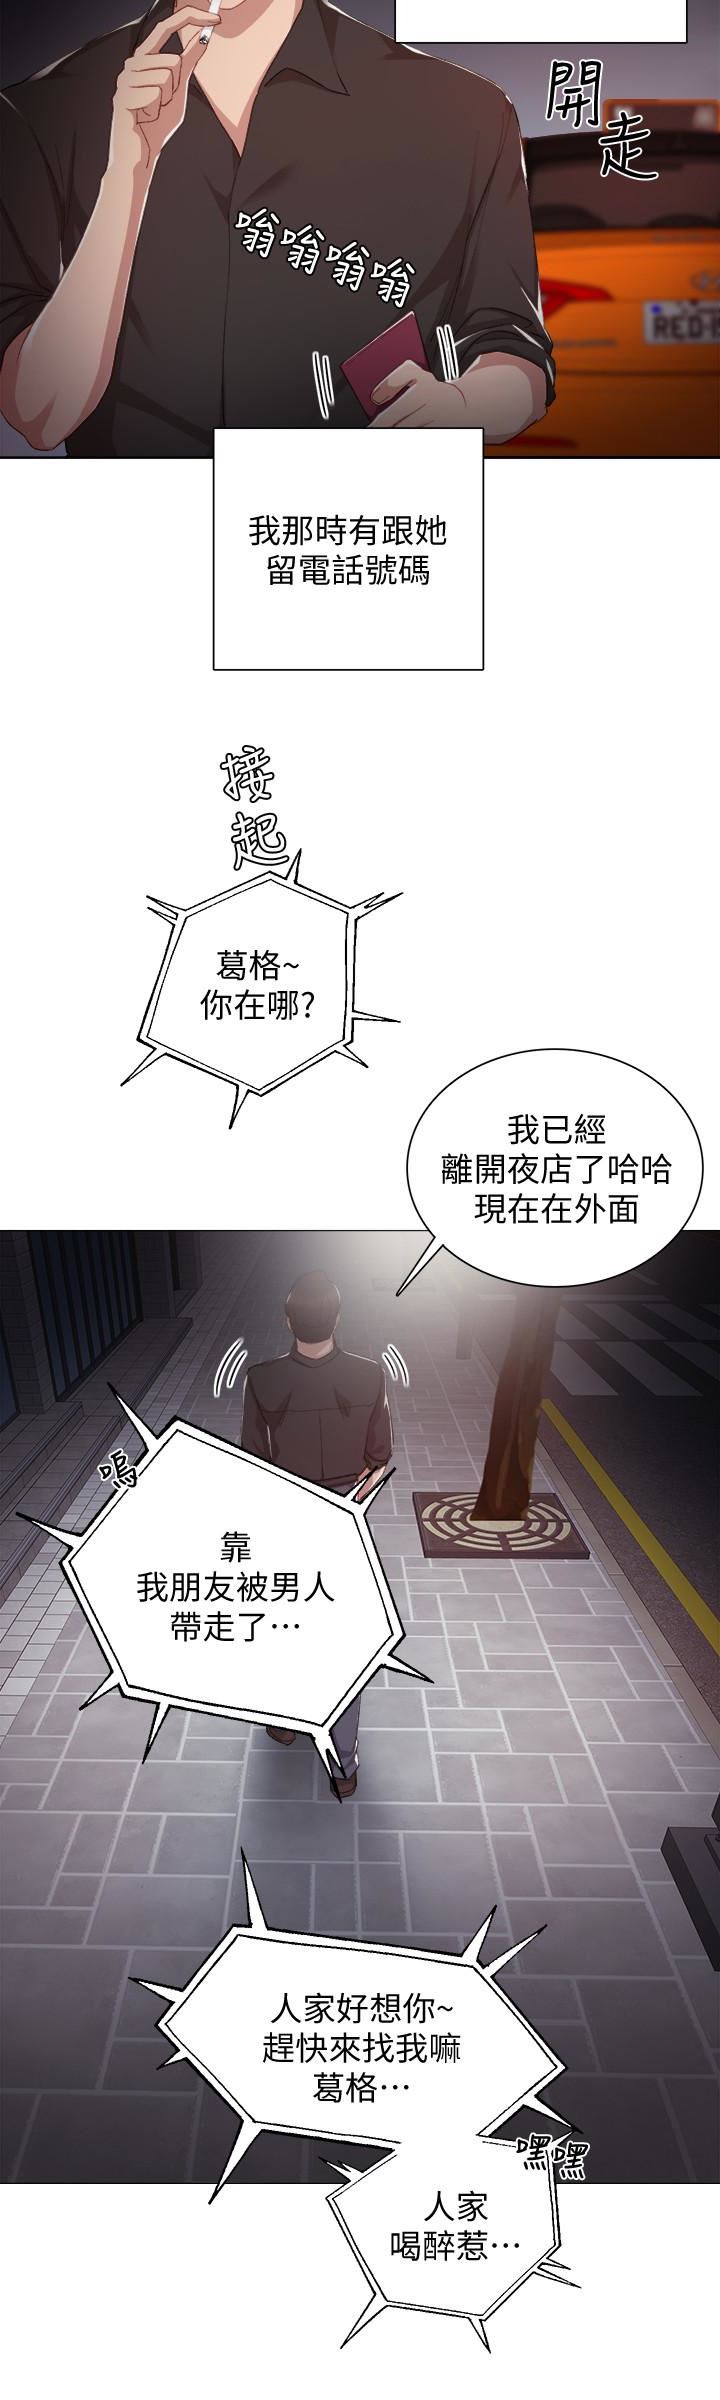 開走
嗡嗡嗡嗡
RED-
我那時有跟她
留電話號碼
接起
葛格~
你在哪?
我已經
離開夜店了哈哈
現在在外面
嗚
靠
我朋友被男人
帶走了⋯
人家好想你~
趕快來找我嘛
葛格⋯
嘿嘿
人家
喝醉惹⋯